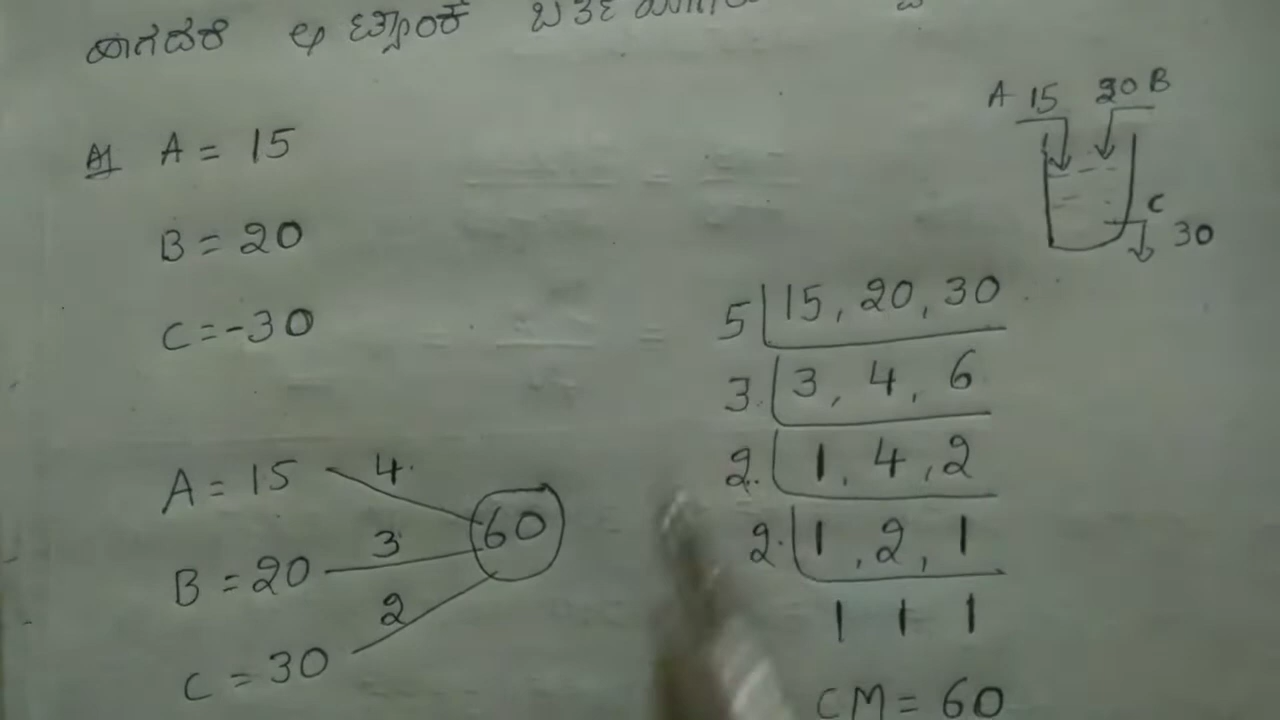 ಆ ಟ್ಯಾಂಕ್
A 15 20 B
A] A = 15
B = 20
C = -30
C
30
5 | 15, 20, 30
3. | 3, 4, 6
2. | 1, 4, 2
2. | 1, 2, 1
1 1 1
CM = 60
A = 15 4.
B = 20 3 60
C = 30 2